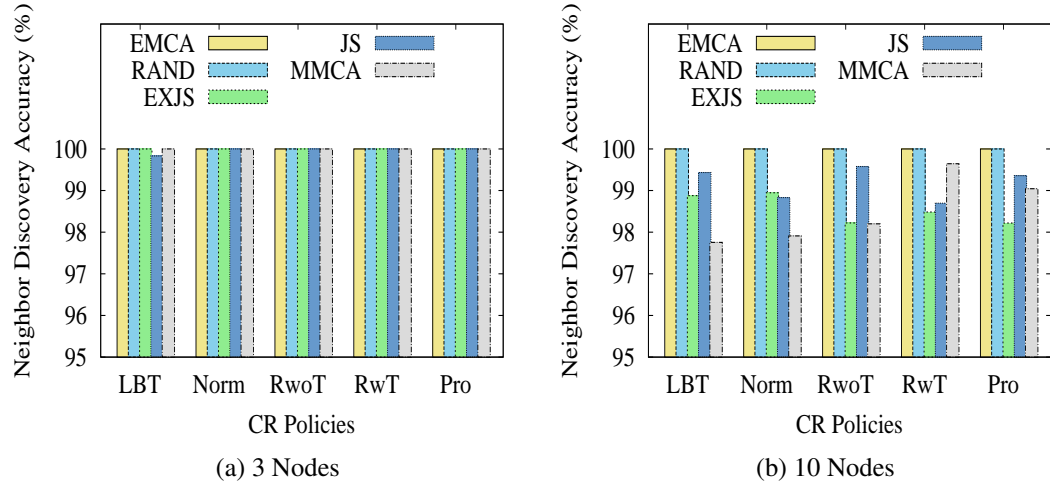 Neighbor Discovery Accuracy (%)
EMCA
RAND
EXJS
JS
MMCA
100
99
98
97
96
95
LBT Norm RwoT RwT Pro
CR Policies
(a) 3 Nodes
Neighbor Discovery Accuracy (%)
EMCA
RAND
EXJS
JS
MMCA
100
99
98
97
96
95
LBT Norm RwoT RwT Pro
CR Policies
(b) 10 Nodes